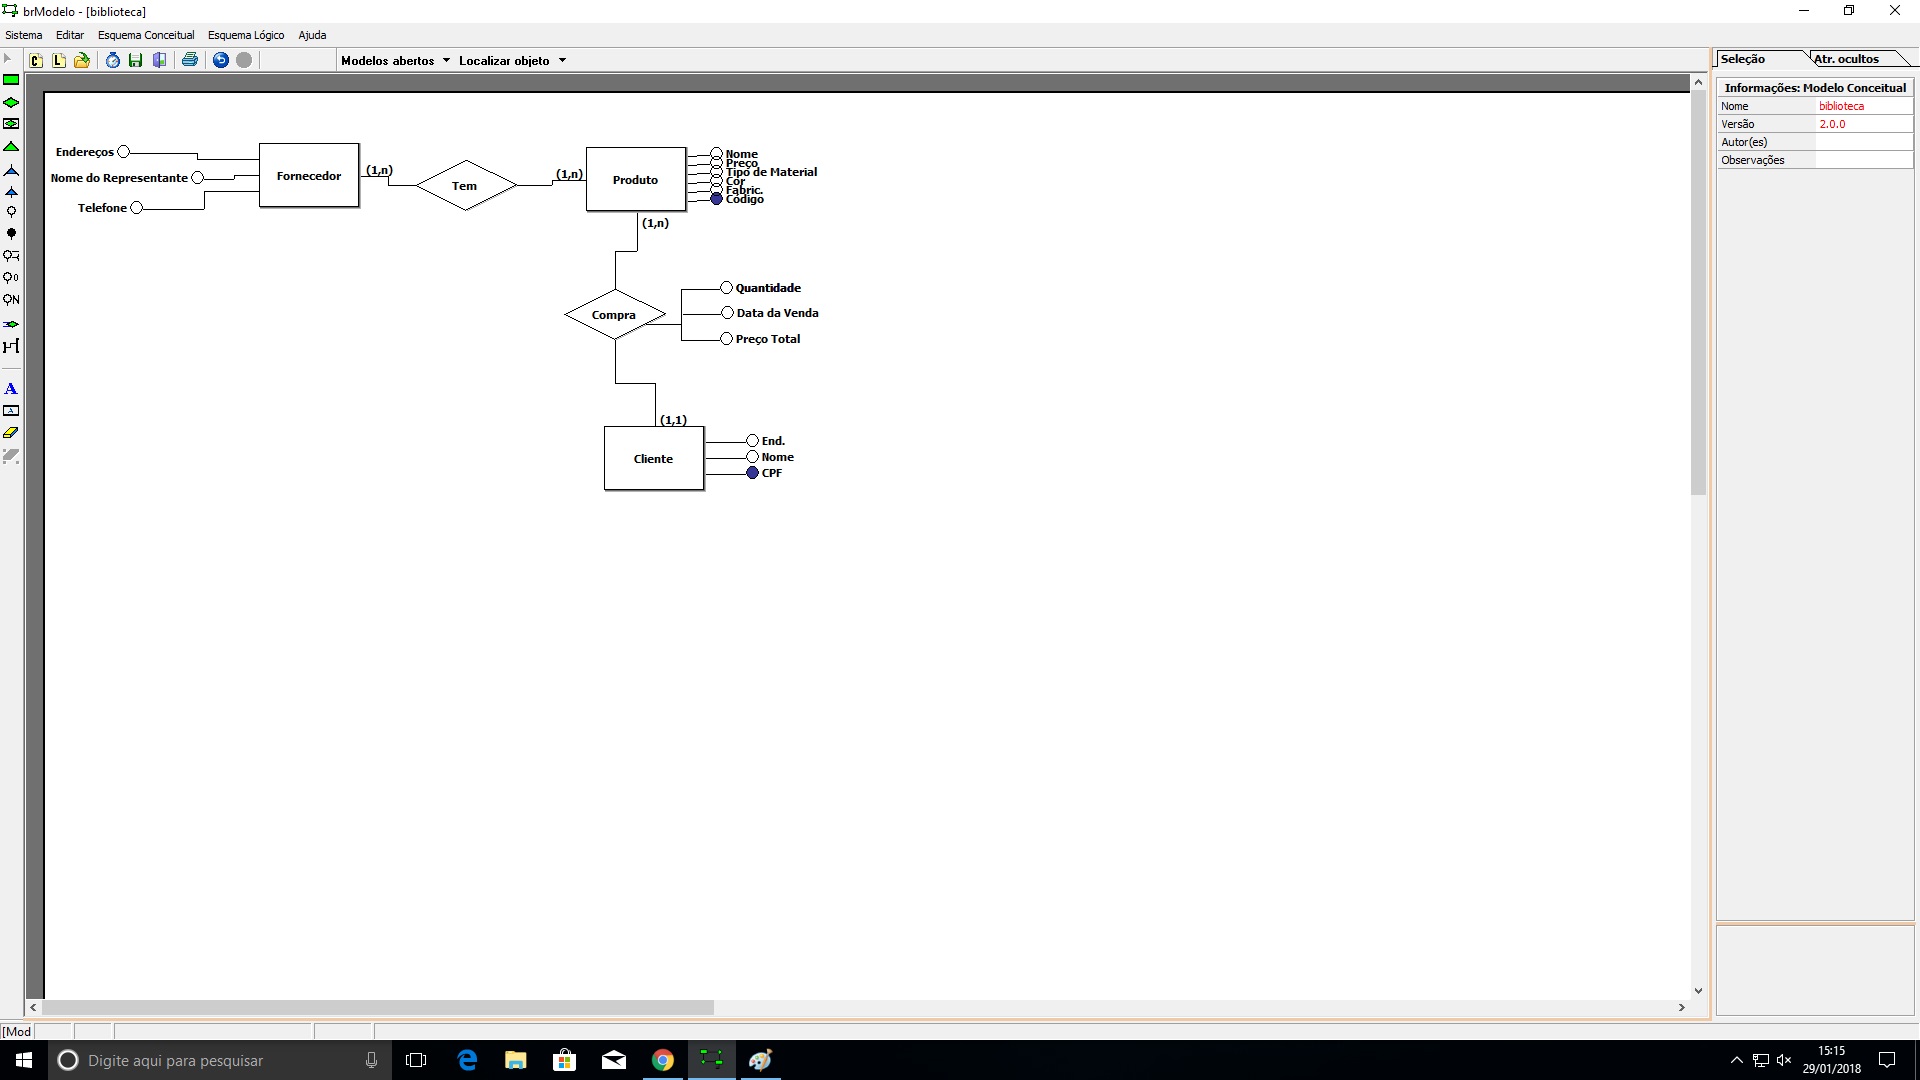 brModelo - [biblioteca]
Sistema Editar Esquema Conceitual Esquema Lógico Ajuda
C L Modelos abertos Localizar objeto
Seleção Atr. ocultos
Informações: Modelo Conceitual
Nome biblioteca
Versão 2.0.0
Autor(es)
Observações
Endereços
Nome do Representante
Telefone
Fornecedor
(1,n)
Tem
(1,n)
Produto
Nome
Preço
Tipo de Material
Cor
Fabric.
Código
(1,n)
Compra
Quantidade
Data da Venda
Preço Total
(1,1)
Cliente
End.
Nome
CPF
0
N
A
A
[Mod
Digite aqui para pesquisar
15:15
29/01/2018